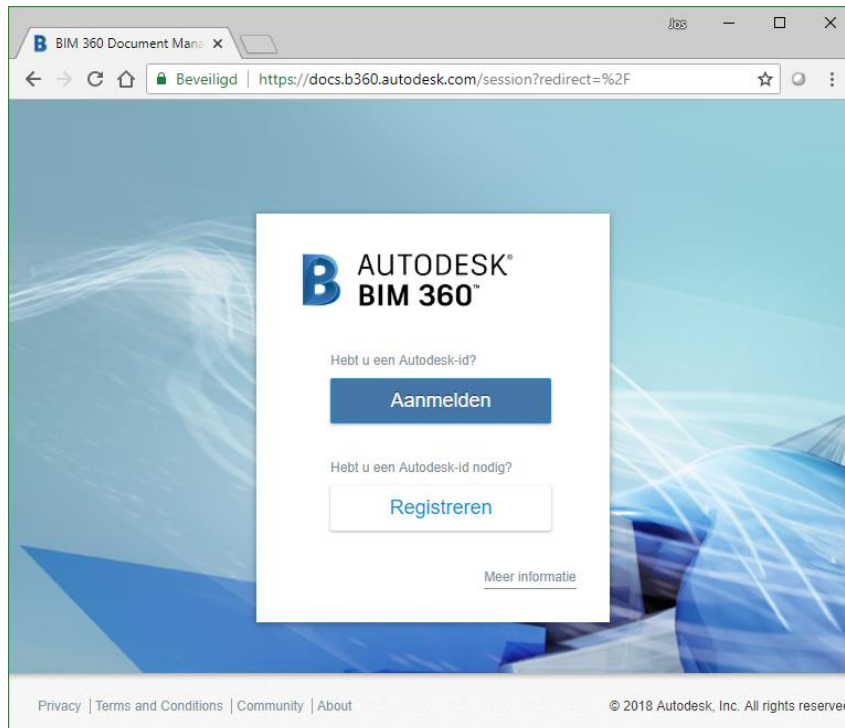 Jos
BIM 360 Document Mana
Beveiligd | https://docs.b360.autodesk.com/session?redirect=%2F
AUTODESK®
BIM 360™
Hebt u een Autodesk-id?
Aanmelden
Hebt u een Autodesk-id nodig?
Registreren
Meer informatie
Privacy | Terms and Conditions | Community | About
© 2018 Autodesk, Inc. All rights reserved